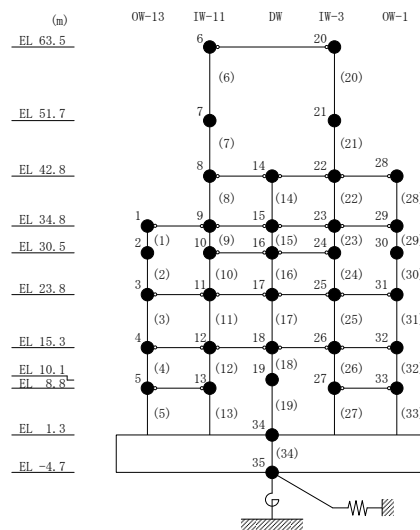 (m) OW-13 IW-11 DW IW-3 OW-1
EL 63.5 6 20
(6) (20)
EL 51.7 7 21
(7) (21)
EL 42.8 8 14 22 28
(8) (14) (22) (28)
EL 34.8 1 9 15 23 29
(1) (9) (15) (23) (29)
EL 30.5 2 10 16 24 30
(2) (10) (16) (24) (30)
EL 23.8 3 11 17 25 31
(3) (11) (17) (25) (31)
EL 15.3 4 12 18 26 32
(4) (12) (18) (26) (32)
EL 10.1 19
EL 8.8 5 13 27 33
(5) (13) (19) (27) (33)
EL 1.3 34
(34)
EL -4.7 35